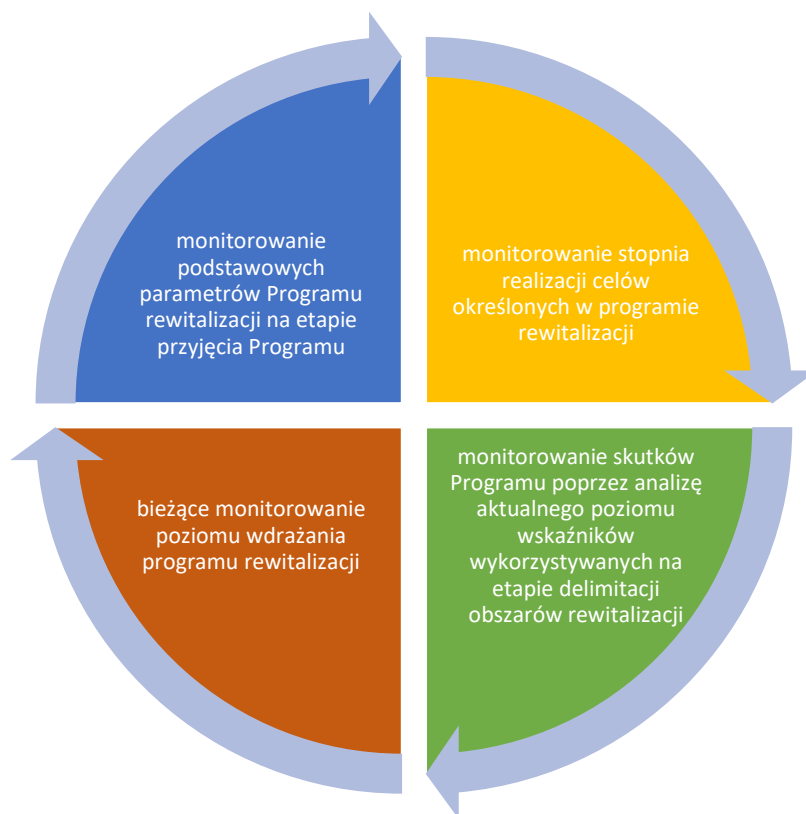 monitorowanie
podstawowych
parametrów Programu
rewitalizacji na etapie
przyjęcia Programu
monitorowanie stopnia
realizacji celów
określonych w programie
rewitalizacji
monitorowanie skutków
Programu poprzez analizę
aktualnego poziomu
wskaźników
wykorzystywanych na
etapie delimitacji
obszarów rewitalizacji
bieżące monitorowanie
poziomu wdrażania
programu rewitalizacji